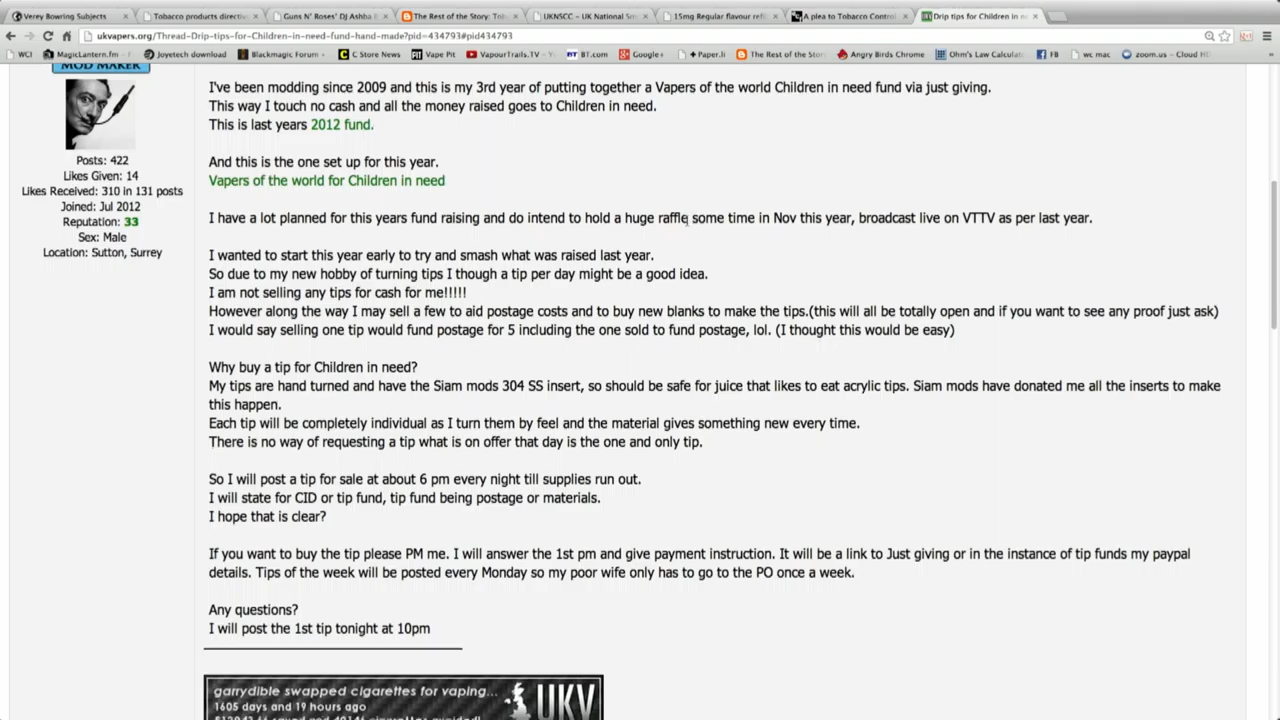 Verey Bowring Subjects
Tobacco products directiv
Guns N' Roses' DJ Ashba E
The Rest of the Story: Tob
UKNSCC – UK National Sm
15mg Regular flavour refi
A plea to Tobacco Control
Drip tips for Children in ne
ukvapers.org/Thread-Drip-tips-for-Children-in-need-fund-hand-made?pid=434793#pid434793
WCI
MagicLantern.fm
Joyetech download
Blackmagic Forum •
C Store News
Vape Pit
VapourTrails.TV -
BT.com
Google+
+ Paper.li
The Rest of the Stor
Angry Birds Chrome
Ohm's Law Calculat
FB
wc mac
zoom.us — Cloud H
MOD MAKER
Posts: 422
Likes Given: 14
Likes Received: 310 in 131 posts
Joined: Jul 2012
Reputation: 33
Sex: Male
Location: Sutton, Surrey
I've been modding since 2009 and this is my 3rd year of putting together a Vapers of the world Children in need fund via just giving.
This way I touch no cash and all the money raised goes to Children in need.
This is last years 2012 fund.
And this is the one set up for this year.
Vapers of the world for Children in need
I have a lot planned for this years fund raising and do intend to hold a huge raffle some time in Nov this year, broadcast live on VTTV as per last year.
I wanted to start this year early to try and smash what was raised last year.
So due to my new hobby of turning tips I though a tip per day might be a good idea.
I am not selling any tips for cash for me!!!!!
However along the way I may sell a few to aid postage costs and to buy new blanks to make the tips.(this will all be totally open and if you want to see any proof just ask)
I would say selling one tip would fund postage for 5 including the one sold to fund postage, lol. (I thought this would be easy)
Why buy a tip for Children in need?
My tips are hand turned and have the Siam mods 304 SS insert, so should be safe for juice that likes to eat acrylic tips. Siam mods have donated me all the inserts to make
this happen.
Each tip will be completely individual as I turn them by feel and the material gives something new every time.
There is no way of requesting a tip what is on offer that day is the one and only tip.
So I will post a tip for sale at about 6 pm every night till supplies run out.
I will state for CID or tip fund, tip fund being postage or materials.
I hope that is clear?
If you want to buy the tip please PM me. I will answer the 1st pm and give payment instruction. It will be a link to Just giving or in the instance of tip funds my paypal
details. Tips of the week will be posted every Monday so my poor wife only has to go to the PO once a week.
Any questions?
I will post the 1st tip tonight at 10pm
garrydible swapped cigarettes for vaping...
1605 days and 19 hours ago
UKV